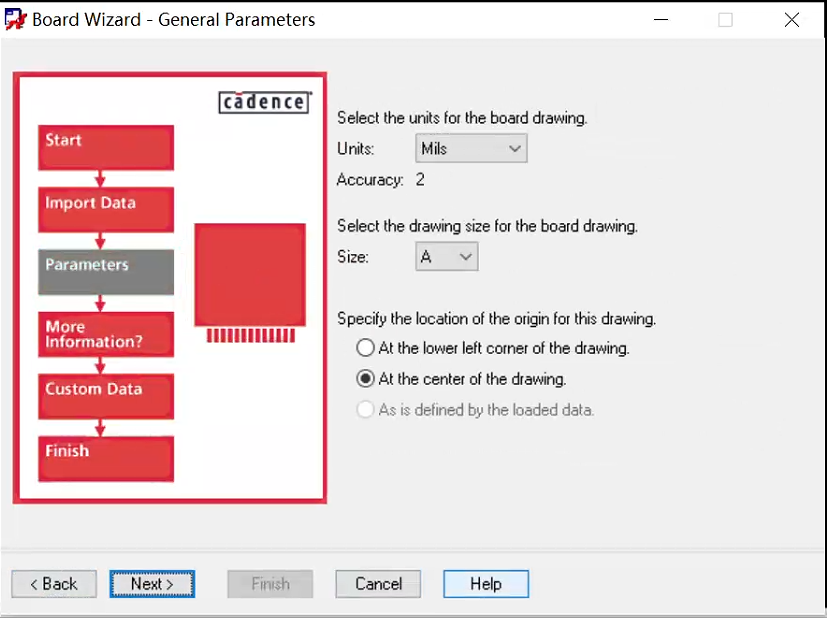 Board Wizard - General Parameters
cadence
Start
Import Data
Parameters
More
Information?
Custom Data
Finish
Select the units for the board drawing.
Units: Mils
Accuracy: 2
Select the drawing size for the board drawing.
Size: A
Specify the location of the origin for this drawing.
At the lower left corner of the drawing.
At the center of the drawing.
As is defined by the loaded data.
< Back Next > Finish Cancel Help